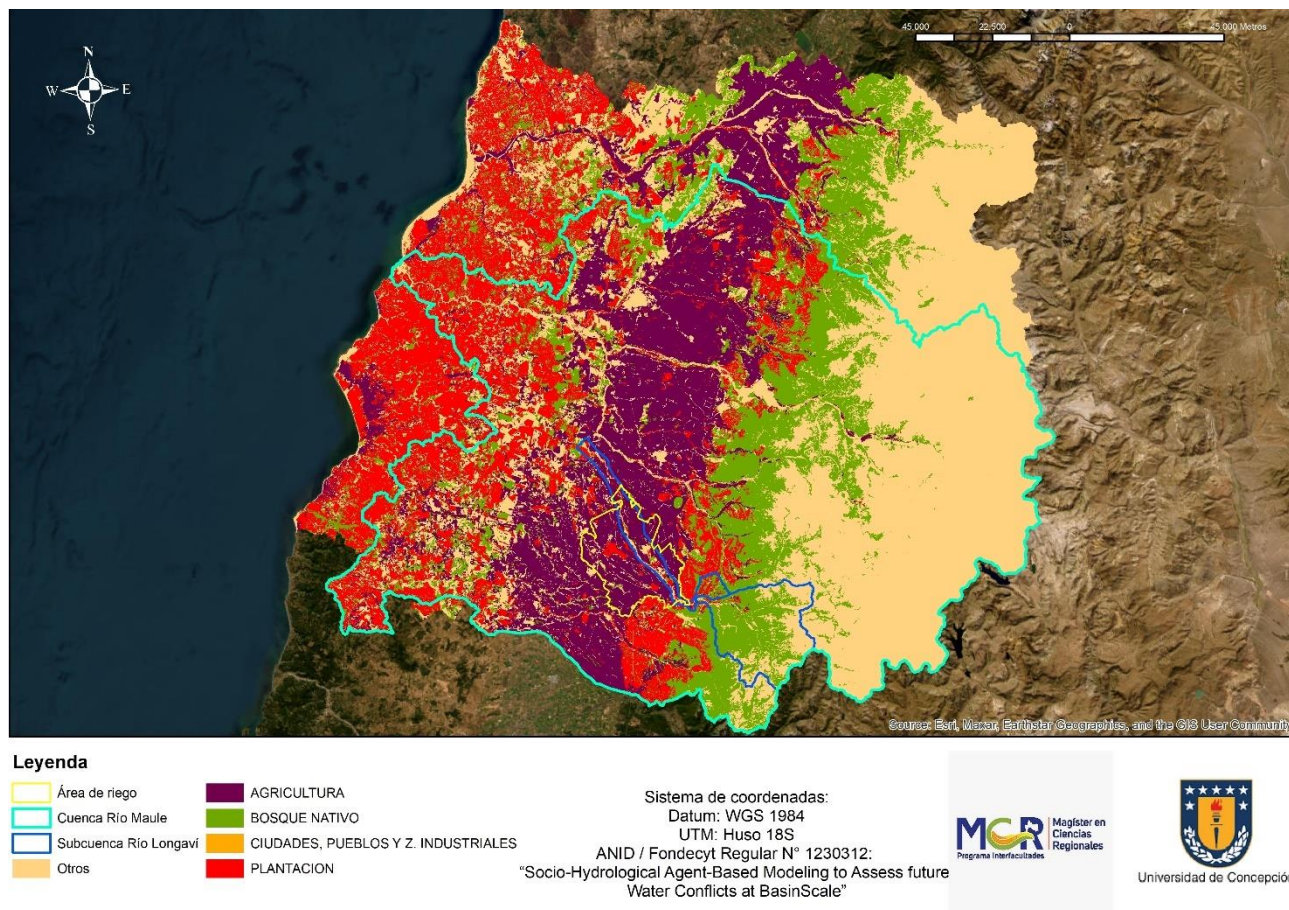 N
W E
S
45,000 22,500 0 45,000 Metros
Source: Esri, Maxar, Earthstar Geographics, and the GIS User Community
Leyenda
Área de riego
Cuenca Río Maule
Subcuenca Río Longaví
Otros
AGRICULTURA
BOSQUE NATIVO
CIUDADES, PUEBLOS Y Z. INDUSTRIALES
PLANTACION
Sistema de coordenadas:
Datum: WGS 1984
UTM: Huso 18S
ANID / Fondecyt Regular N° 1230312:
“Socio-Hydrological Agent-Based Modeling to Assess future
Water Conflicts at BasinScale”
MCR
Programa Interfacultades
Magíster en
Ciencias
Regionales
Universidad de Concepción